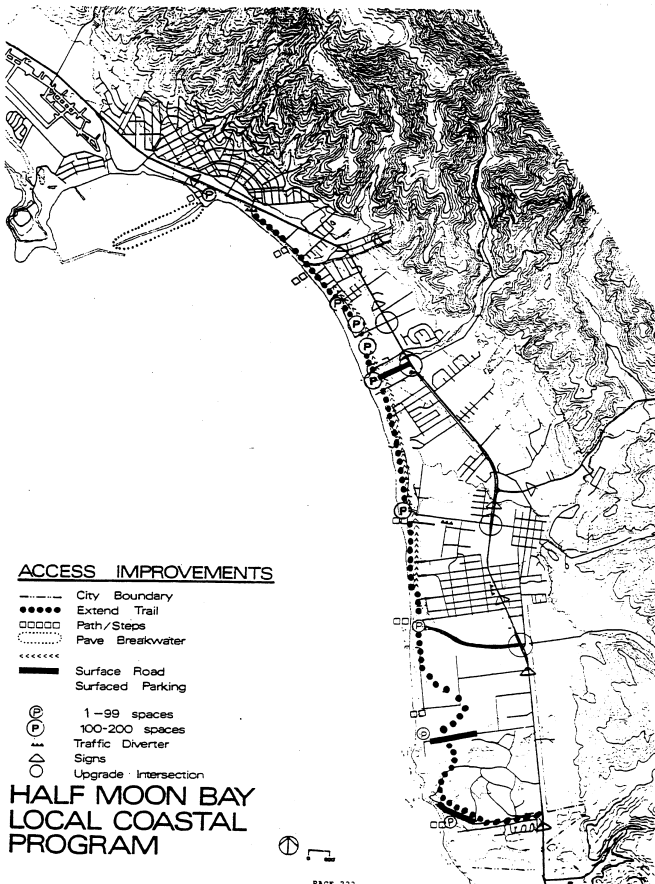 P
P
P
P
P
P
P
P
P
ACCESS IMPROVEMENTS
City Boundary
Extend Trail
Path/Steps
Pave Breakwater
<<<<<<<
Surface Road
Surfaced Parking
P 1-99 spaces
P 100-200 spaces
Traffic Diverter
Signs
Upgrade Intersection
HALF MOON BAY
LOCAL COASTAL
PROGRAM